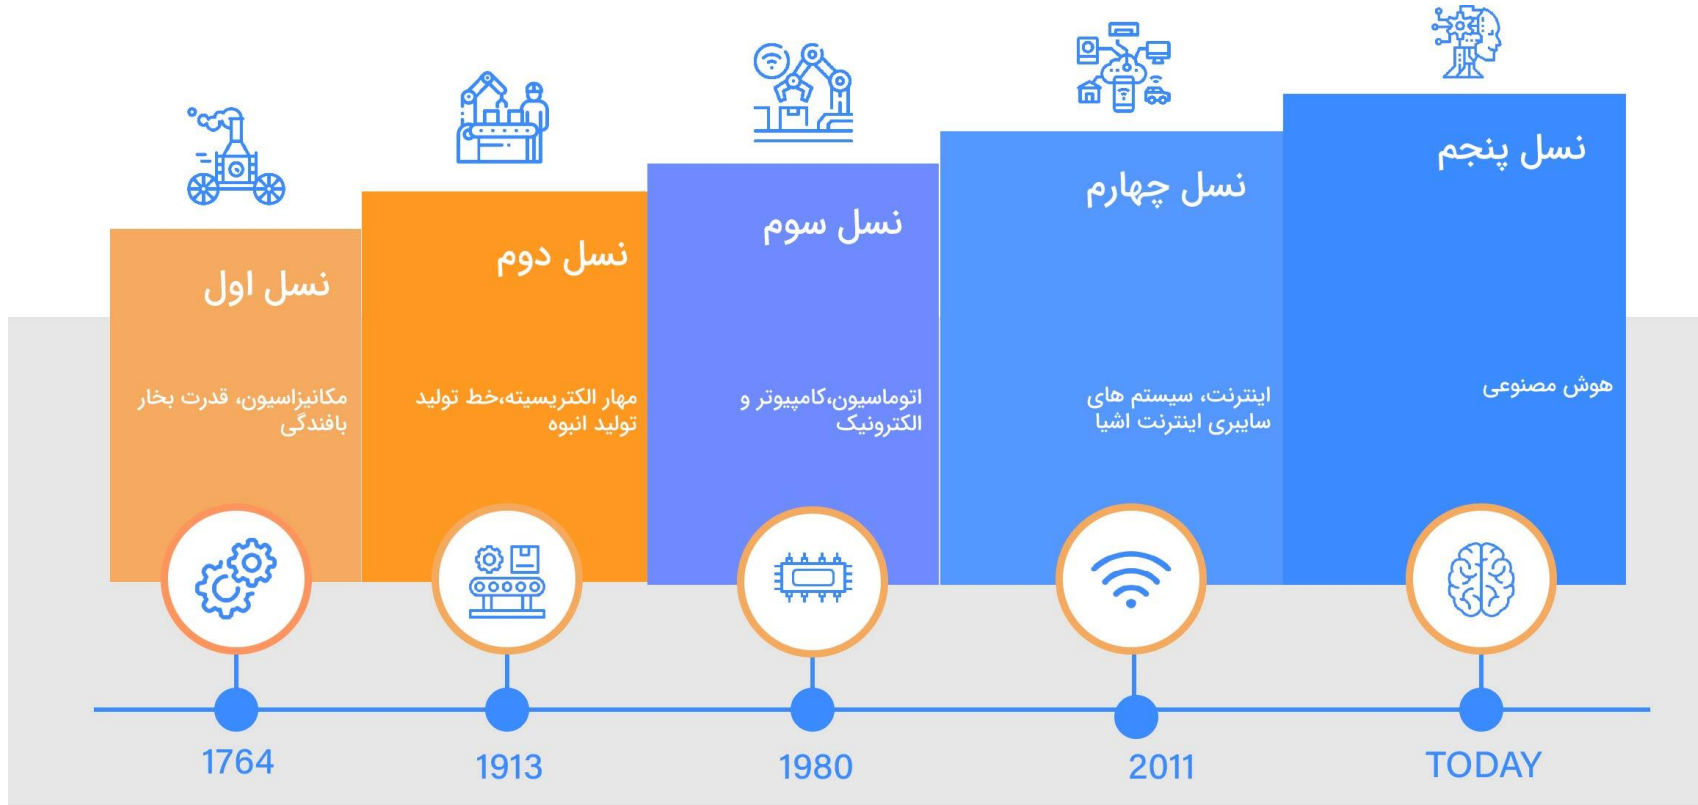 نسل اول
مکانیزاسیون، قدرت بخار
بافندگی
1764
نسل دوم
مهار الکتریسیته،خط تولید
تولید انبوه
1913
نسل سوم
اتوماسیون،کامپیوتر و
الکترونیک
1980
نسل چهارم
اینترنت، سیستم های
سایبری اینترنت اشیا
2011
نسل پنجم
هوش مصنوعی
TODAY